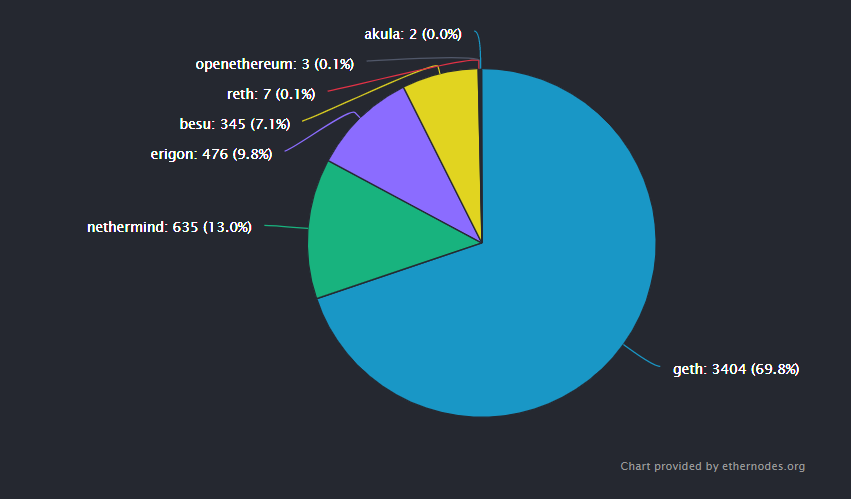 akula: 2 (0.0%)
openethereum: 3 (0.1%)
reth: 7 (0.1%)
besu: 345 (7.1%)
erigon: 476 (9.8%)
nethermind: 635 (13.0%)
geth: 3404 (69.8%)
Chart provided by ethernodes.org